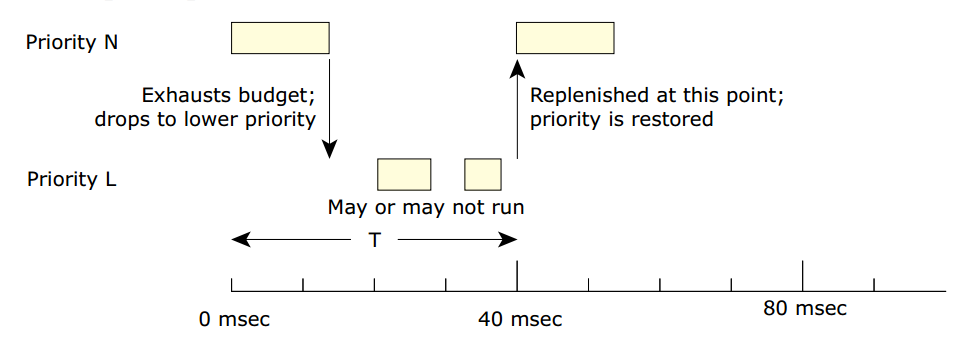 Priority N
Exhausts budget;
drops to lower priority
Replenished at this point;
priority is restored
Priority L
May or may not run
T
0 msec
40 msec
80 msec